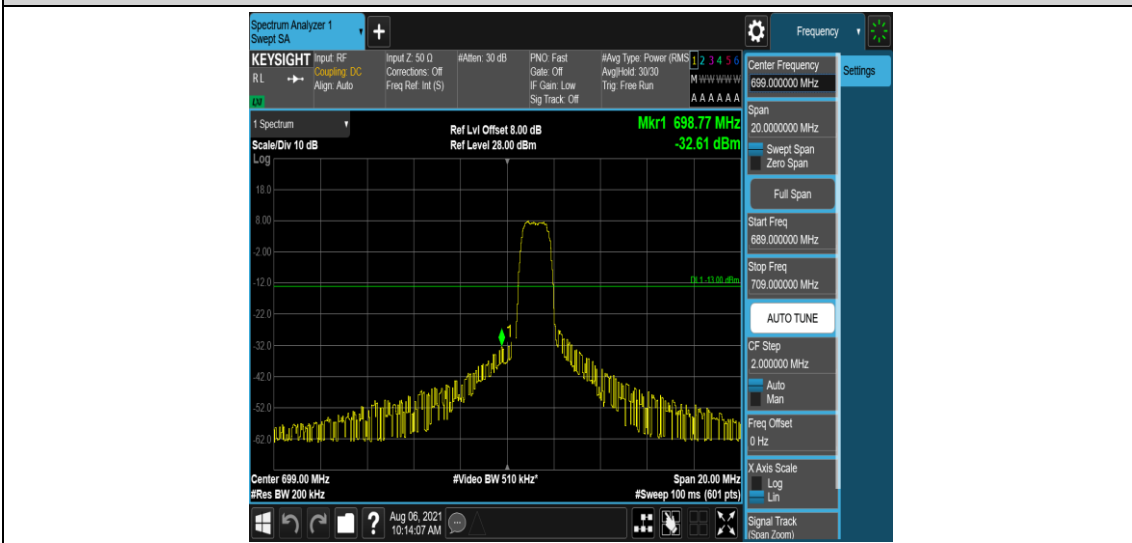 Spectrum Analyzer 1
Swept SA
+
Frequency
KEYSIGHT
RL
LXI
Input: RF
Coupling: DC
Align: Auto
Input Z: 50 Ω
Corrections: Off
Freq Ref: Int (S)
#Atten: 30 dB
PNO: Fast
Gate: Off
IF Gain: Low
Sig Track: Off
#Avg Type: Power (RMS
Avg|Hold: 30/30
Trig: Free Run
1 2 3 4 5 6
M W W W W W
A A A A A A
1 Spectrum
Scale/Div 10 dB
Log
Ref Lvl Offset 8.00 dB
Ref Level 28.00 dBm
Mkr1 698.77 MHz
-32.61 dBm
18.0
8.00
-2.00
-12.0
DL1 -13.00 dBm
-22.0
1
-32.0
-42.0
-52.0
-62.0
Center 699.00 MHz
#Res BW 200 kHz
#Video BW 510 kHz*
Span 20.00 MHz
#Sweep 100 ms (601 pts)
?
Aug 06, 2021
10:14:07 AM
Center Frequency
699.000000 MHz
Settings
Span
20.0000000 MHz
Swept Span
Zero Span
Full Span
Start Freq
689.000000 MHz
Stop Freq
709.000000 MHz
AUTO TUNE
CF Step
2.000000 MHz
Auto
Man
Freq Offset
0 Hz
X Axis Scale
Log
Lin
Signal Track
(Span Zoom)